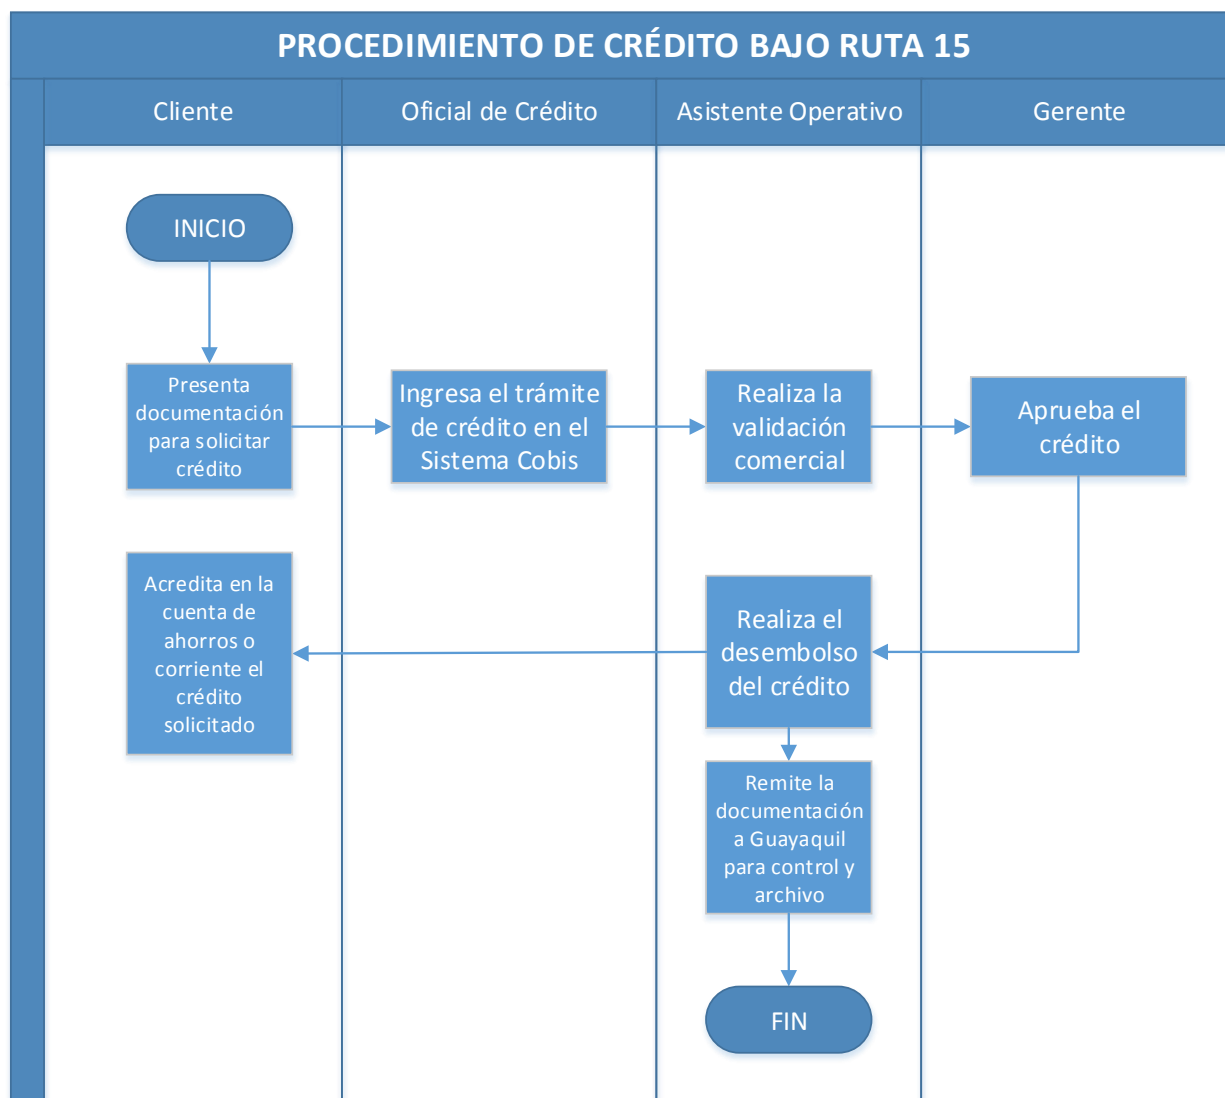 PROCEDIMIENTO DE CRÉDITO BAJO RUTA 15
Cliente
Oficial de Crédito
Asistente Operativo
Gerente
INICIO
Presenta
documentación
para solicitar
crédito
Ingresa el trámite
de crédito en el
Sistema Cobis
Realiza la
validación
comercial
Aprueba el
crédito
Acredita en la
cuenta de
ahorros o
corriente el
crédito
solicitado
Realiza el
desembolso
del crédito
Remite la
documentación
a Guayaquil
para control y
archivo
FIN